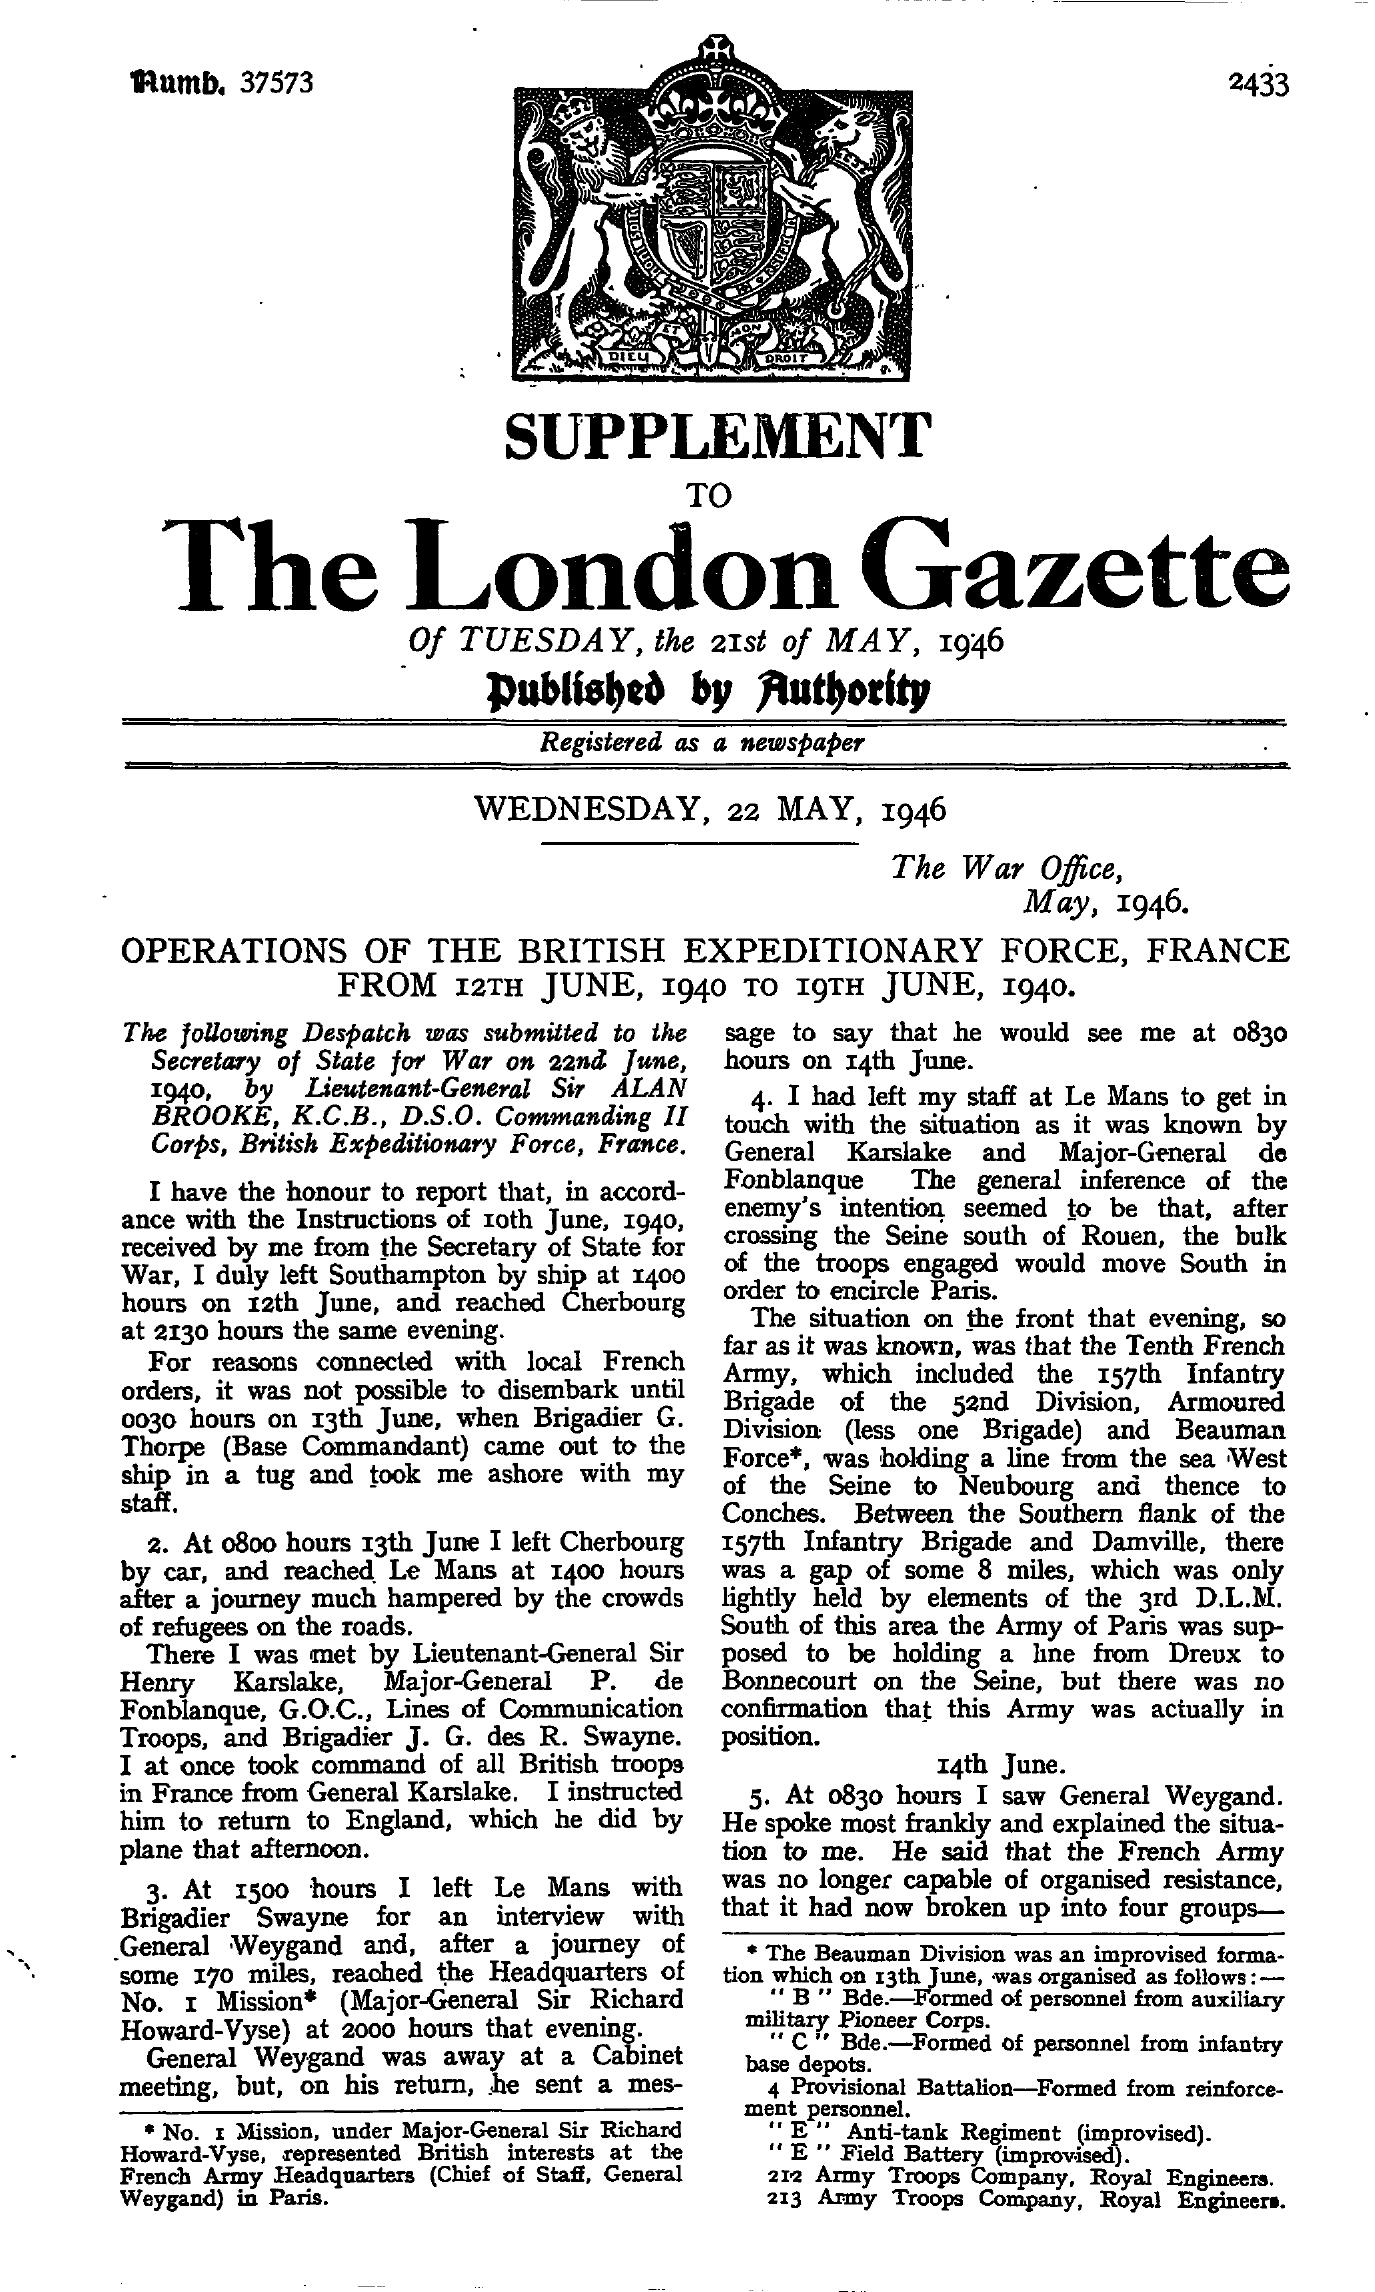 Numb. 37573
2433
DIEU ET MON DROIT
SUPPLEMENT
TO
The London Gazette
Of TUESDAY, the 21st of MAY, 1946
Published by Authority
Registered as a newspaper
WEDNESDAY, 22 MAY, 1946
The War Office,
May, 1946.
OPERATIONS OF THE BRITISH EXPEDITIONARY FORCE, FRANCE
FROM 12TH JUNE, 1940 TO 19TH JUNE, 1940.
The following Despatch was submitted to the
Secretary of State for War on 22nd June,
1940, by Lieutenant-General Sir ALAN
BROOKE, K.C.B., D.S.O. Commanding II
Corps, British Expeditionary Force, France.
I have the honour to report that, in accord-
ance with the Instructions of 10th June, 1940,
received by me from the Secretary of State for
War, I duly left Southampton by ship at 1400
hours on 12th June, and reached Cherbourg
at 2130 hours the same evening.
For reasons connected with local French
orders, it was not possible to disembark until
0030 hours on 13th June, when Brigadier G.
Thorpe (Base Commandant) came out to the
ship in a tug and took me ashore with my
staff.
2. At 0800 hours 13th June I left Cherbourg
by car, and reached Le Mans at 1400 hours
after a journey much hampered by the crowds
of refugees on the roads.
There I was met by Lieutenant-General Sir
Henry Karslake, Major-General P. de
Fonblanque, G.O.C., Lines of Communication
Troops, and Brigadier J. G. des R. Swayne.
I at once took command of all British troops
in France from General Karslake. I instructed
him to return to England, which he did by
plane that afternoon.
3. At 1500 hours I left Le Mans with
Brigadier Swayne for an interview with
General Weygand and, after a journey of
some 170 miles, reached the Headquarters of
No. 1 Mission* (Major-General Sir Richard
Howard-Vyse) at 2000 hours that evening.
General Weygand was away at a Cabinet
meeting, but, on his return, he sent a mes-
* No. 1 Mission, under Major-General Sir Richard
Howard-Vyse, represented British interests at the
French Army Headquarters (Chief of Staff, General
Weygand) in Paris.
sage to say that he would see me at 0830
hours on 14th June.
4. I had left my staff at Le Mans to get in
touch with the situation as it was known by
General Karslake and Major-General de
Fonblanque The general inference of the
enemy's intention seemed to be that, after
crossing the Seine south of Rouen, the bulk
of the troops engaged would move South in
order to encircle Paris.
The situation on the front that evening, so
far as it was known, was that the Tenth French
Army, which included the 157th Infantry
Brigade of the 52nd Division, Armoured
Division (less one Brigade) and Beauman
Force*, was holding a line from the sea West
of the Seine to Neubourg and thence to
Conches. Between the Southern flank of the
157th Infantry Brigade and Damville, there
was a gap of some 8 miles, which was only
lightly held by elements of the 3rd D.L.M.
South of this area the Army of Paris was sup-
posed to be holding a line from Dreux to
Bonnecourt on the Seine, but there was no
confirmation that this Army was actually in
position.
14th June.
5. At 0830 hours I saw General Weygand.
He spoke most frankly and explained the situa-
tion to me. He said that the French Army
was no longer capable of organised resistance,
that it had now broken up into four groups—
* The Beauman Division was an improvised forma-
tion which on 13th June, was organised as follows:—
" B " Bde.—Formed of personnel from auxiliary
military Pioneer Corps.
" C " Bde.—Formed of personnel from infantry
base depots.
4 Provisional Battalion—Formed from reinforce-
ment personnel.
" E " Anti-tank Regiment (improvised).
" E " Field Battery (improvised).
212 Army Troops Company, Royal Engineers.
213 Army Troops Company, Royal Engineers.